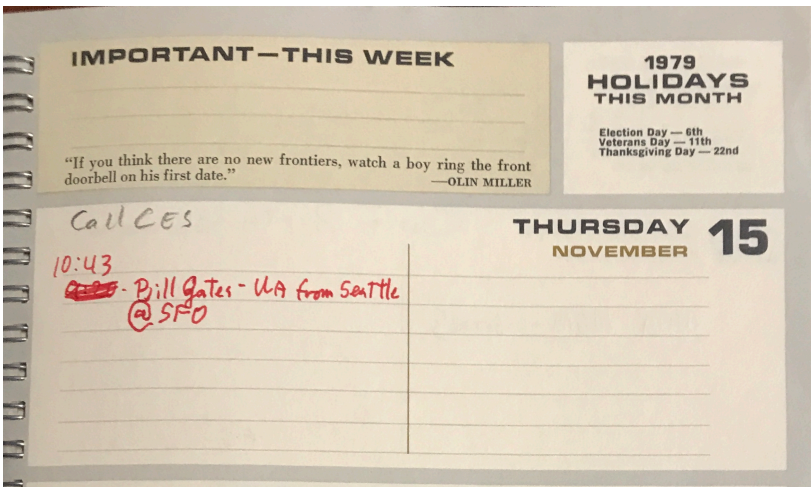 IMPORTANT—THIS WEEK
"If you think there are no new frontiers, watch a boy ring the front
doorbell on his first date."
—OLIN MILLER
1979
HOLIDAYS
THIS MONTH
Election Day — 6th
Veterans Day — 11th
Thanksgiving Day — 22nd
Call CES
THURSDAY 15
NOVEMBER
10:43
- Bill Gates - UA from Seattle
@ SFO